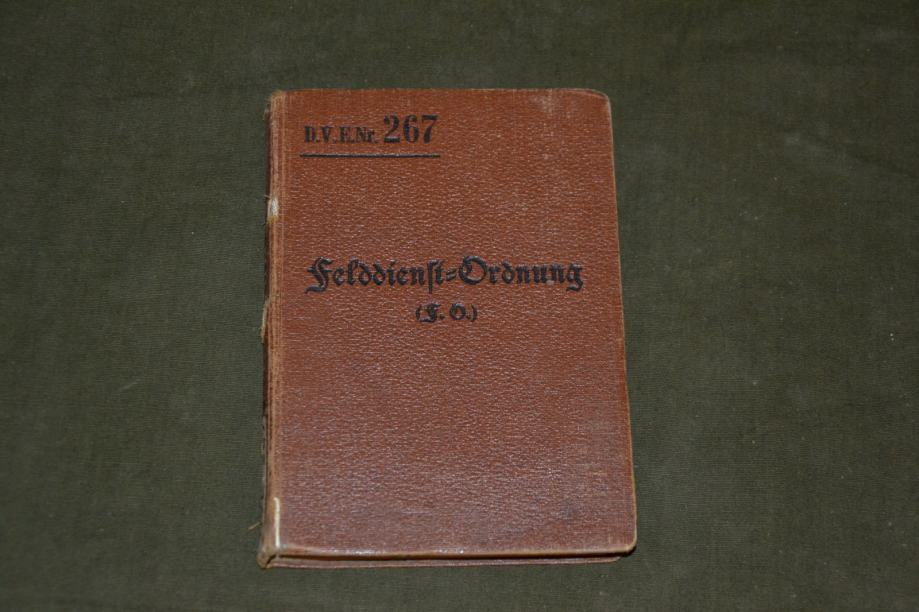 D.V.E.Nr. 267
Felddienst=Ordnung
(F. O.)